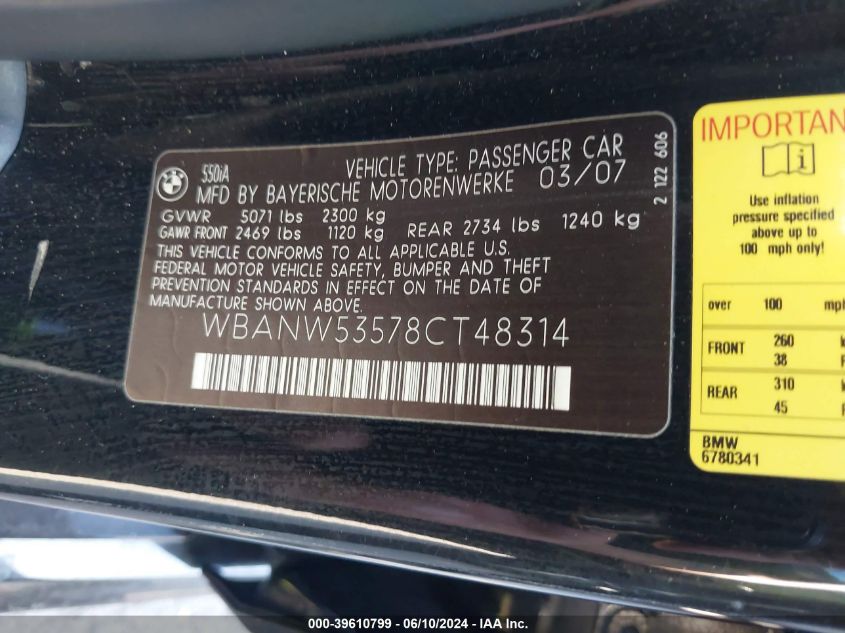 550iA
VEHICLE TYPE: PASSENGER CAR
MFD BY BAYERISCHE MOTORENWERKE 03/07
GVWR 5071 lbs 2300 kg
GAWR FRONT 2469 lbs 1120 kg REAR 2734 lbs 1240 kg
THIS VEHICLE CONFORMS TO ALL APPLICABLE U.S.
FEDERAL MOTOR VEHICLE SAFETY, BUMPER AND THEFT
PREVENTION STANDARDS IN EFFECT ON THE DATE OF
MANUFACTURE SHOWN ABOVE.
WBANW53578CT48314
2 122 606
IMPORTAN
Use inflation
pressure specified
above up to
100 mph only!
over 100 mph
FRONT 260 k
38
REAR 310 k
45
BMW
6780341
000-39610799 - 06/10/2024 - IAA Inc.